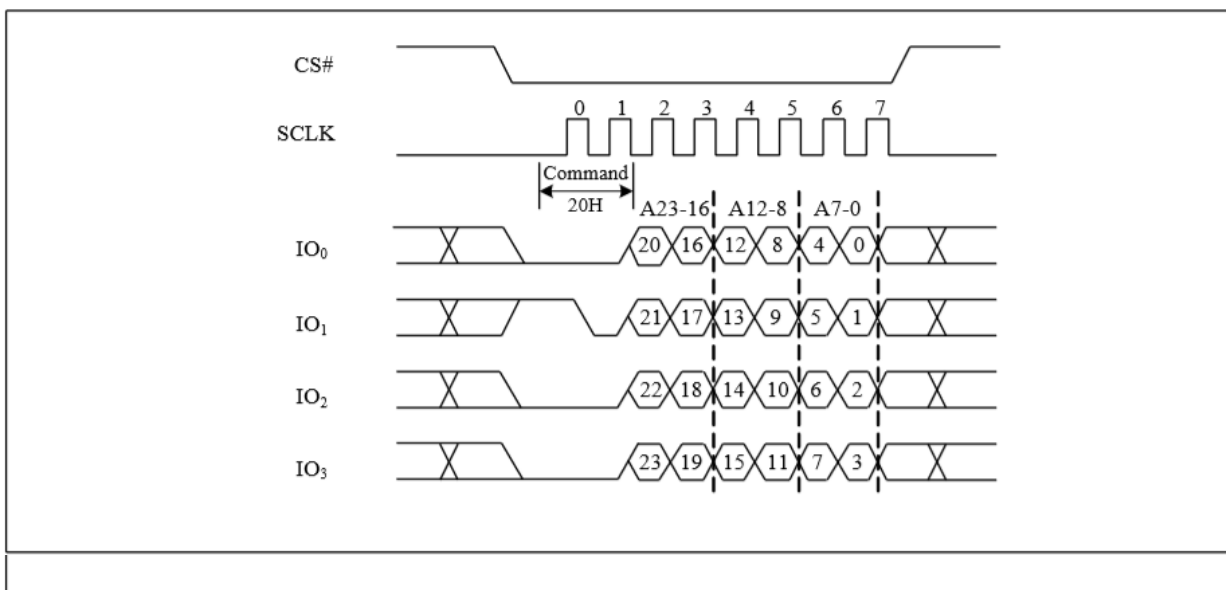 CS#
0 1 2 3 4 5 6 7
SCLK
Command
20H
A23-16 A12-8 A7-0
IO₀ 20 16 12 8 4 0
IO₁ 21 17 13 9 5 1
IO₂ 22 18 14 10 6 2
IO₃ 23 19 15 11 7 3